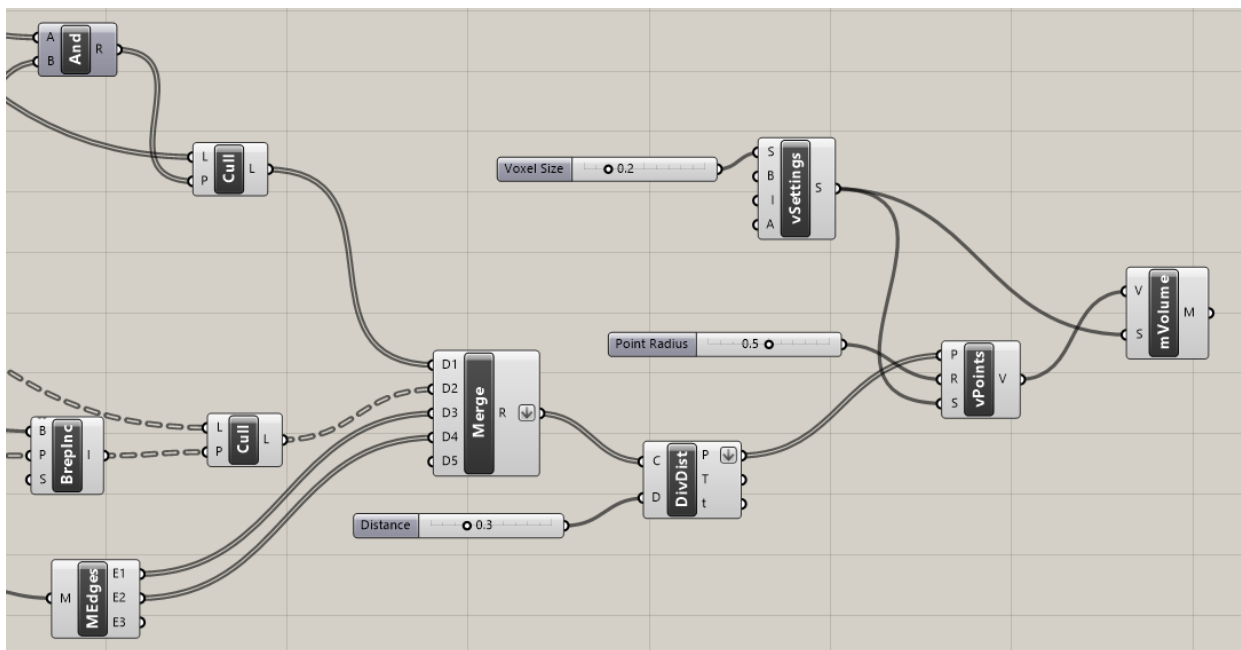 A
B
And
R
L
P
Cull
L
Voxel Size
0.2
S
B
I
A
vSettings
S
V
S
mVolume
M
Point Radius
0.5
P
R
S
vPoints
V
D1
D2
D3
D4
D5
Merge
R
L
P
Cull
L
B
P
S
BrepInc
I
C
D
DivDist
P
T
t
Distance
0.3
M
MEdges
E1
E2
E3